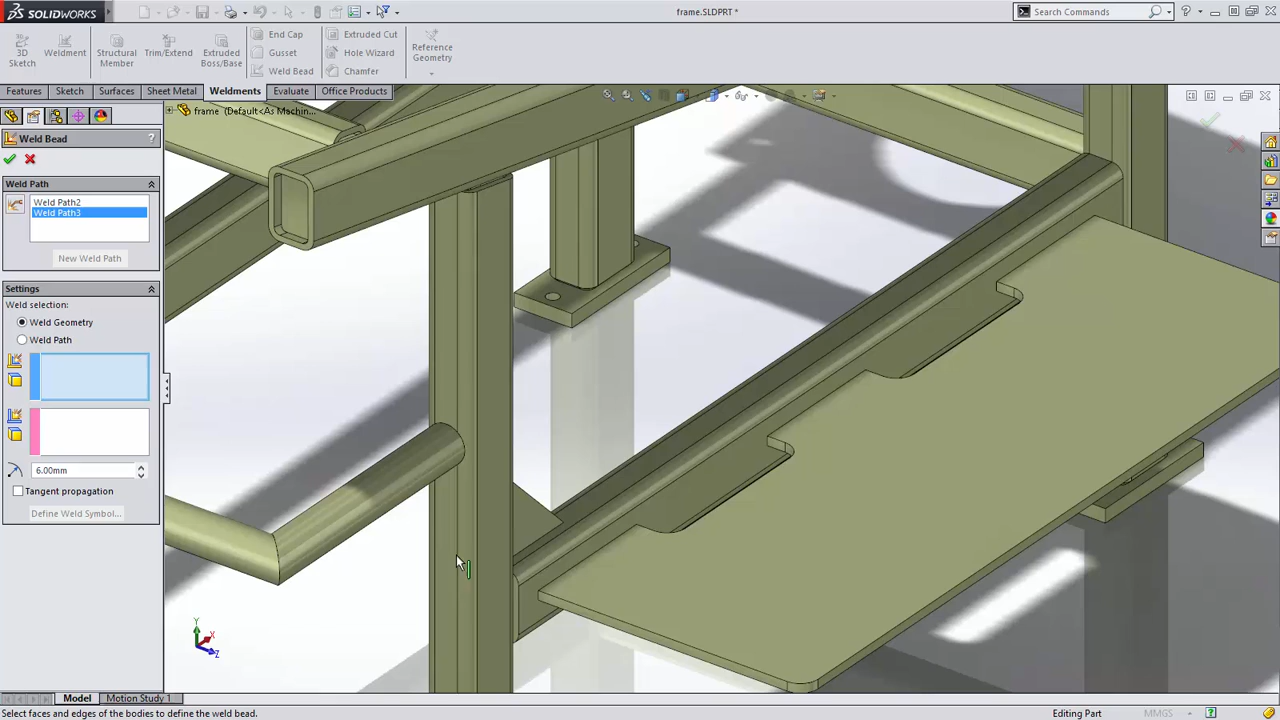 SOLIDWORKS
frame.SLDPRT *
Search Commands
3D Sketch
Weldment
Structural Member
Trim/Extend
Extruded Boss/Base
End Cap
Gusset
Weld Bead
Extruded Cut
Hole Wizard
Chamfer
Reference Geometry
Features
Sketch
Surfaces
Sheet Metal
Weldments
Evaluate
Office Products
frame (Default<As Machin...
Weld Bead
?
Weld Path
Weld Path2
Weld Path3
New Weld Path
Settings
Weld selection:
Weld Geometry
Weld Path
6.00mm
Tangent propagation
Define Weld Symbol...
Y
X
Z
Model
Motion Study 1
Select faces and edges of the bodies to define the weld bead.
Editing Part
MMGS
?